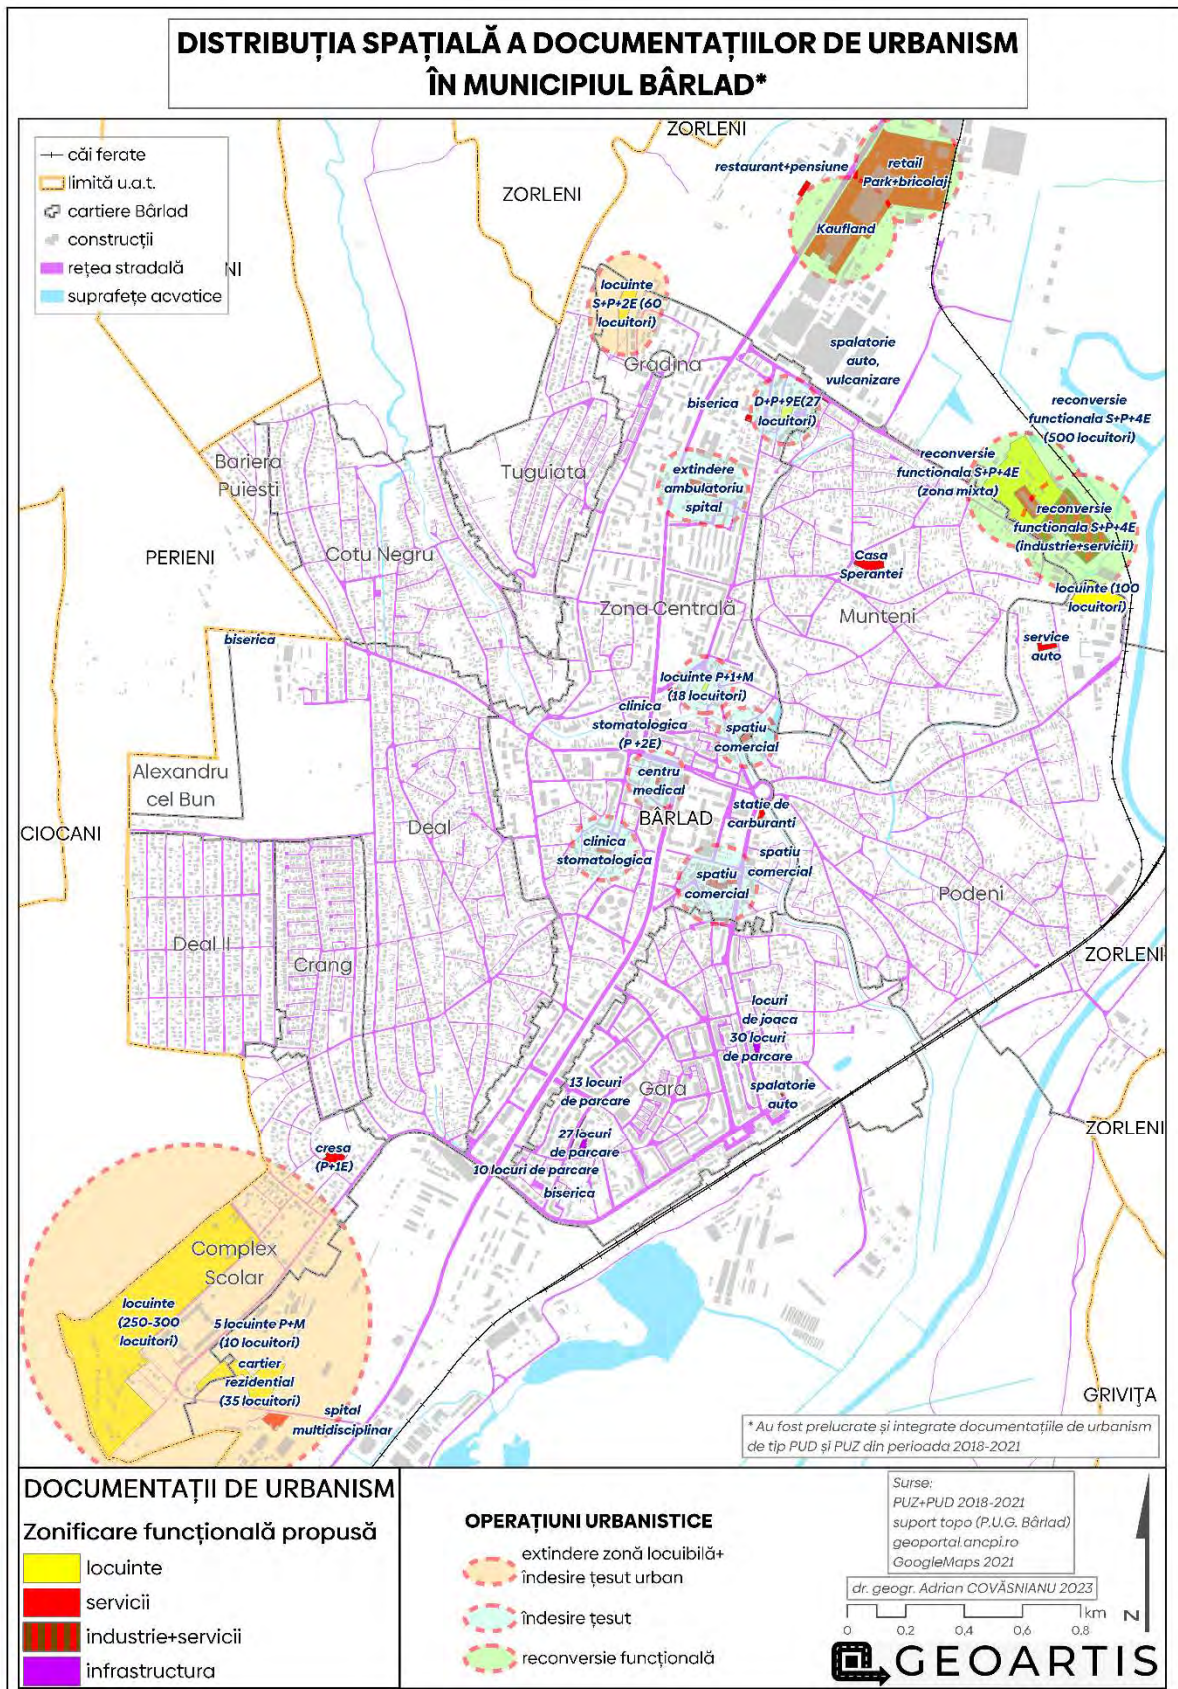 DISTRIBUȚIA SPAȚIALĂ A DOCUMENTAȚIILOR DE URBANISM
ÎN MUNICIPIUL BÂRLAD*
căi ferate
limită u.a.t.
cartiere Bârlad
construcții
rețea stradală
suprafețe acvatice
NI
ZORLENI
ZORLENI
restaurant+pensiune
retail
Park+bricolaj
Kaufland
locuinte
S+P+2E (60
locuitori)
Grădina
spalatorie
auto,
vulcanizare
biserica
D+P+9E(27
locuitori)
reconversie
functionala S+P+4E
(500 locuitori)
reconversie
functionala S+P+4E
(zona mixta)
reconversie
functionala S+P+4E
(industrie+servicii)
Bariera
Puiesti
Tuguiata
extindere
ambulatoriu
spital
PERIENI
Cotu Negru
Casa
Sperantei
locuinte (100
locuitori)
Zona Centrală
Munteni
biserica
service
auto
locuinte P+1+M
(18 locuitori)
clinica
stomatologica
(P+2E)
spatiu
comercial
Alexandru
cel Bun
centru
medical
statie de
carburanti
BÂRLAD
CIOCANI
Deal
clinica
stomatologica
spatiu
comercial
spatiu
comercial
Podeni
Deal II
Crang
ZORLENI
locuri
de joaca
30 locuri
de parcare
13 locuri
de parcare
Gara
spalatorie
auto
27 locuri
de parcare
ZORLENI
cresa
(P+1E)
10 locuri de parcare
biserica
Complex
Scolar
locuinte
(250-300
locuitori)
5 locuinte P+M
(10 locuitori)
cartier
rezidential
(35 locuitori)
spital
multidisciplinar
GRIVIȚA
* Au fost prelucrate și integrate documentațiile de urbanism
de tip PUD și PUZ din perioada 2018-2021
DOCUMENTAȚII DE URBANISM
Zonificare funcțională propusă
locuinte
servicii
industrie+servicii
infrastructura
OPERAȚIUNI URBANISTICE
extindere zonă locuibilă+
îndesire țesut urban
îndesire țesut
reconversie funcțională
Surse:
PUZ+PUD 2018-2021
suport topo (P.U.G. Bârlad)
geoportal.ancpi.ro
GoogleMaps 2021
dr. geogr. Adrian COVĂSNIANU 2023
km
0 0,2 0,4 0,6 0,8
N
GEOARTIS